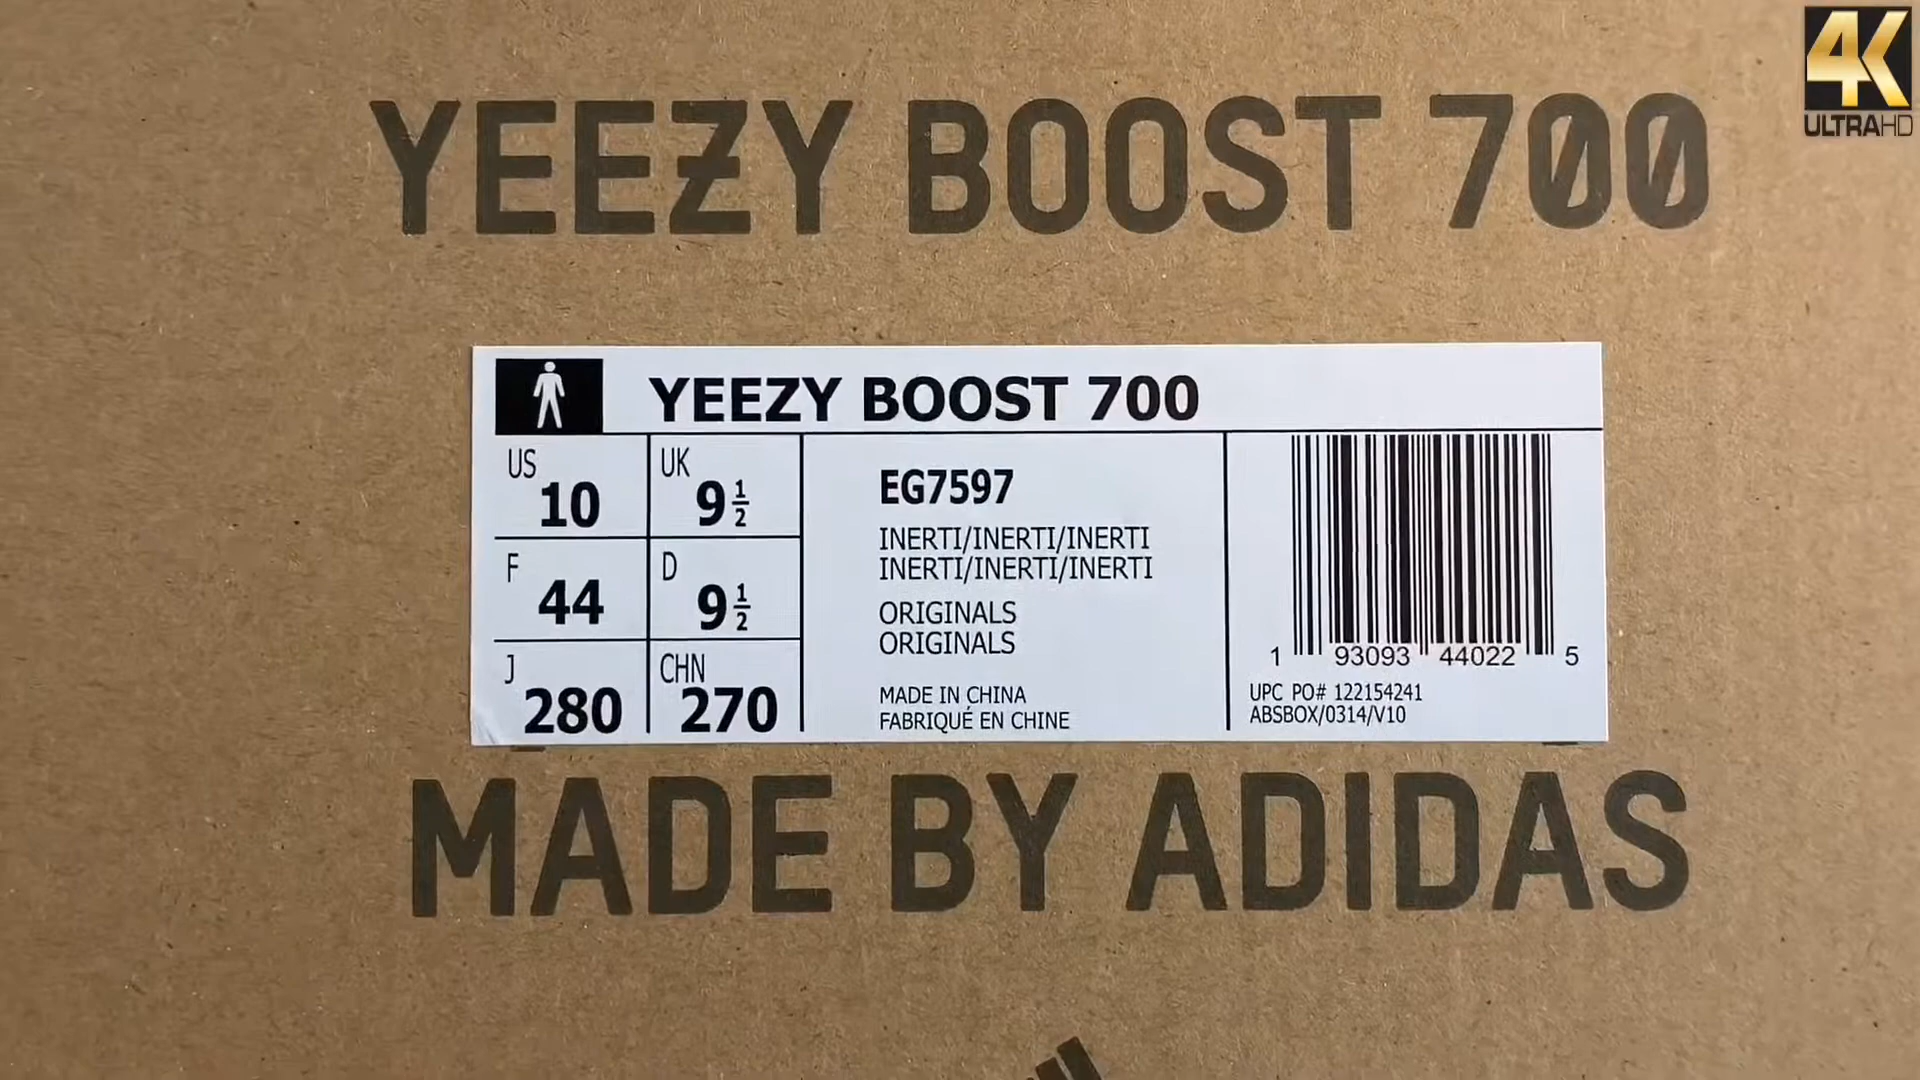 4K
ULTRAHD
YEEZY BOOST 700
YEEZY BOOST 700
US 10
UK 9 1/2
F 44
D 9 1/2
J 280
CHN 270
EG7597
INERTI/INERTI/INERTI
INERTI/INERTI/INERTI
ORIGINALS
ORIGINALS
MADE IN CHINA
FABRIQUÉ EN CHINE
1 93093 44022 5
UPC PO# 122154241
ABSBOX/0314/V10
MADE BY ADIDAS